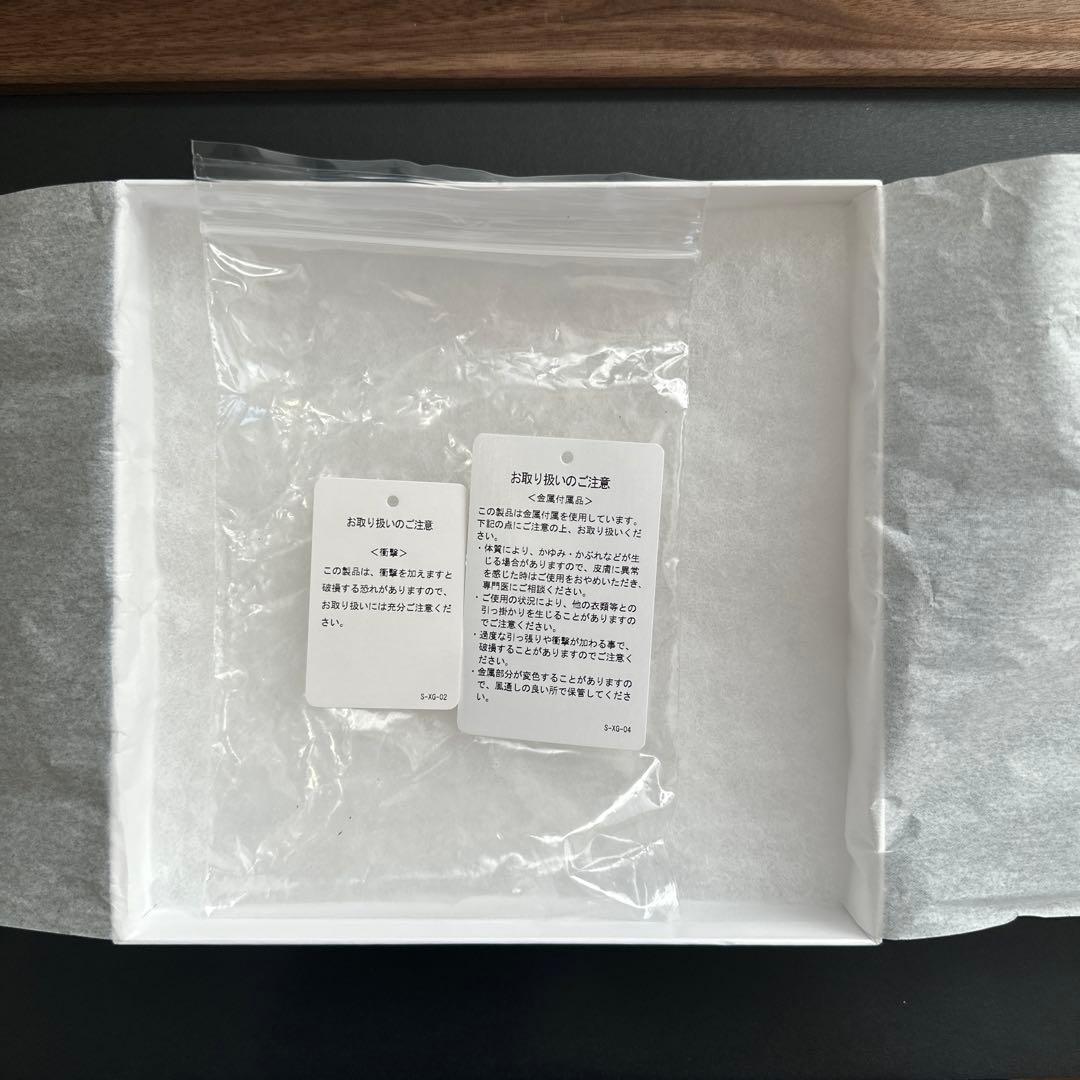 お取り扱いのご注意
<衝撃>
この製品は、衝撃を加えますと
破損する恐れがありますので、
お取り扱いには充分ご注意くだ
さい。
S-XG-02
お取り扱いのご注意
<金属付属品>
この製品は金属付属を使用しています。
下記の点にご注意の上、お取り扱いくだ
さい。
・体質により、かゆみ・かぶれなどが生
じる場合がありますので、皮膚に異常
を感じた時はご使用をおやめいただき、
専門医にご相談ください。
・ご使用の状況により、他の衣類等との
引っ掛かりを生じることがありますの
でご注意ください。
・過度な引っ張りや衝撃が加わる事で、
破損することがありますのでご注意く
ださい。
・金属部分が変色することがありますの
で、風通しの良い所で保管してくださ
い。
S-XG-04